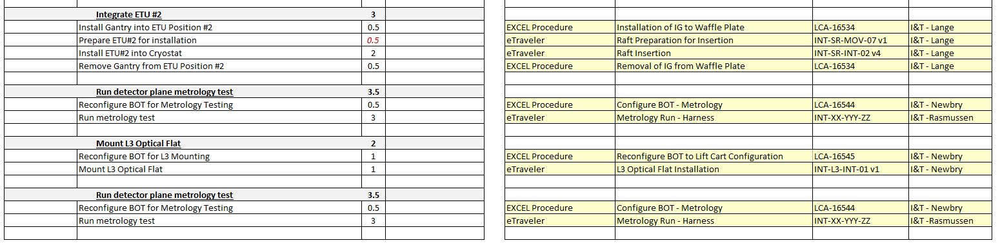 Integrate ETU #2 3
Install Gantry into ETU Position #2 0.5 EXCEL Procedure Installation of IG to Waffle Plate LCA-16534 I&T - Lange
Prepare ETU#2 for installation 0.5 eTraveler Raft Preparation for Insertion INT-SR-MOV-07 v1 I&T - Lange
Install ETU#2 into Cryostat 2 eTraveler Raft Insertion INT-SR-INT-02 v4 I&T - Lange
Remove Gantry from ETU Position #2 0.5 EXCEL Procedure Removal of IG from Waffle Plate LCA-16534 I&T - Lange
Run detector plane metrology test 3.5
Reconfigure BOT for Metrology Testing 0.5 EXCEL Procedure Configure BOT - Metrology LCA-16544 I&T - Newbry
Run metrology test 3 eTraveler Metrology Run - Harness INT-XX-YYY-ZZ I&T -Rasmussen
Mount L3 Optical Flat 2
Reconfigure BOT for L3 Mounting 1 EXCEL Procedure Reconfigure BOT to Lift Cart Configuration LCA-16545 I&T - Newbry
Mount L3 Optical Flat 1 eTraveler L3 Optical Flat Installation INT-L3-INT-01 v1 I&T - Newbry
Run detector plane metrology test 3.5
Reconfigure BOT for Metrology Testing 0.5 EXCEL Procedure Configure BOT - Metrology LCA-16544 I&T - Newbry
Run metrology test 3 eTraveler Metrology Run - Harness INT-XX-YYY-ZZ I&T -Rasmussen